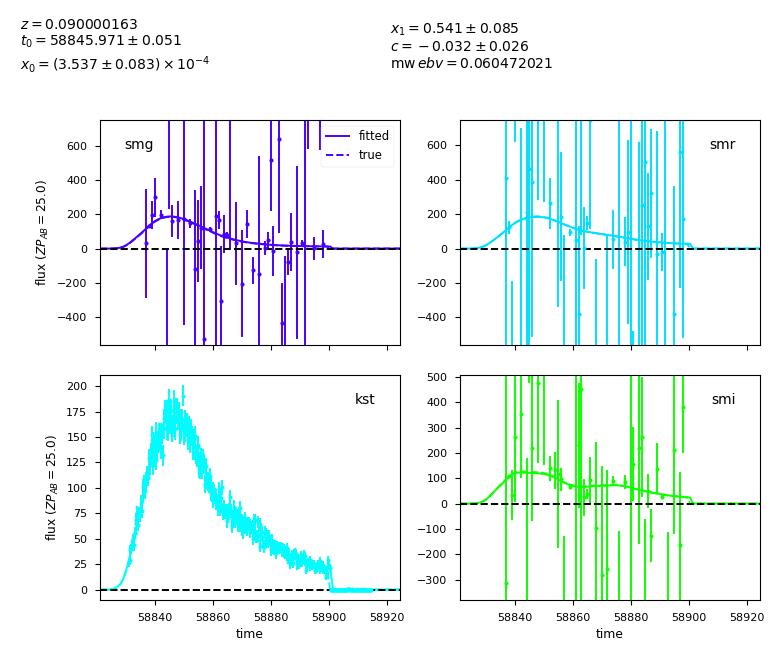 z = 0.090000163
t₀ = 58845.971 ± 0.051
x₀ = (3.537 ± 0.083) × 10⁻⁴
x₁ = 0.541 ± 0.085
c = −0.032 ± 0.026
mw ebv = 0.060472021
flux (ZP_AB = 25.0)
600
400
200
0
−200
−400
smg
fitted
true
600
400
200
0
−200
−400
smr
flux (ZP_AB = 25.0)
200
175
150
125
100
75
50
25
0
kst
58840
58860
58880
58900
58920
time
500
400
300
200
100
0
−100
−200
−300
smi
58840
58860
58880
58900
58920
time